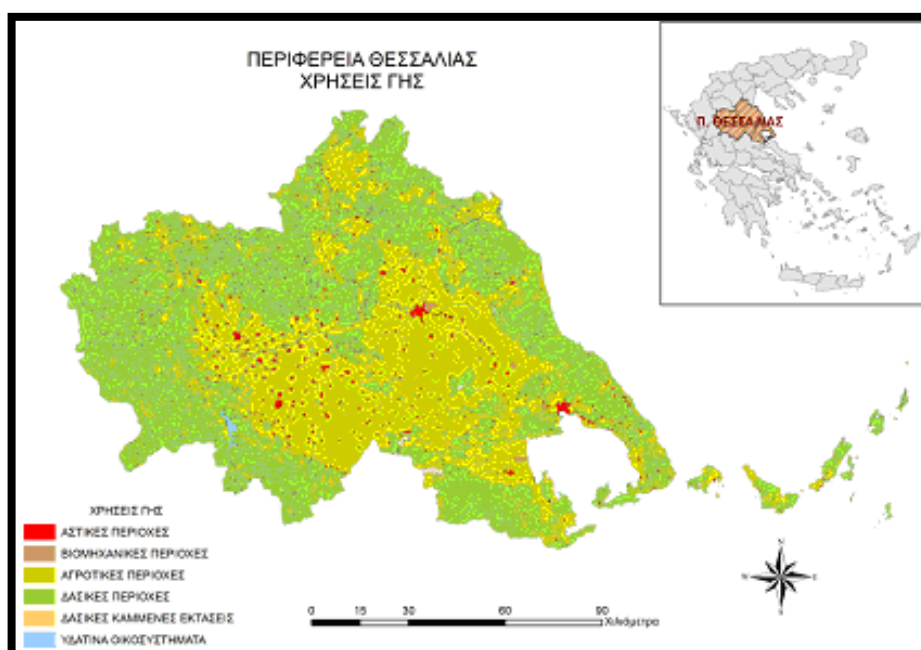 ΠΕΡΙΦΕΡΕΙΑ ΘΕΣΣΑΛΙΑΣ
ΧΡΗΣΕΙΣ ΓΗΣ
Π. ΘΕΣΣΑΛΙΑΣ
ΧΡΗΣΕΙΣ ΓΗΣ
ΑΣΤΙΚΕΣ ΠΕΡΙΟΧΕΣ
ΒΙΟΜΗΧΑΝΙΚΕΣ ΠΕΡΙΟΧΕΣ
ΑΓΡΟΤΙΚΕΣ ΠΕΡΙΟΧΕΣ
ΔΑΣΙΚΕΣ ΠΕΡΙΟΧΕΣ
ΔΑΣΙΚΕΣ ΚΑΜΜΕΝΕΣ ΕΚΤΑΣΕΙΣ
ΥΔΑΤΙΝΑ ΟΙΚΟΣΥΣΤΗΜΑΤΑ
0 15 30 60 90
Χιλιόμετρα
N
W E
S